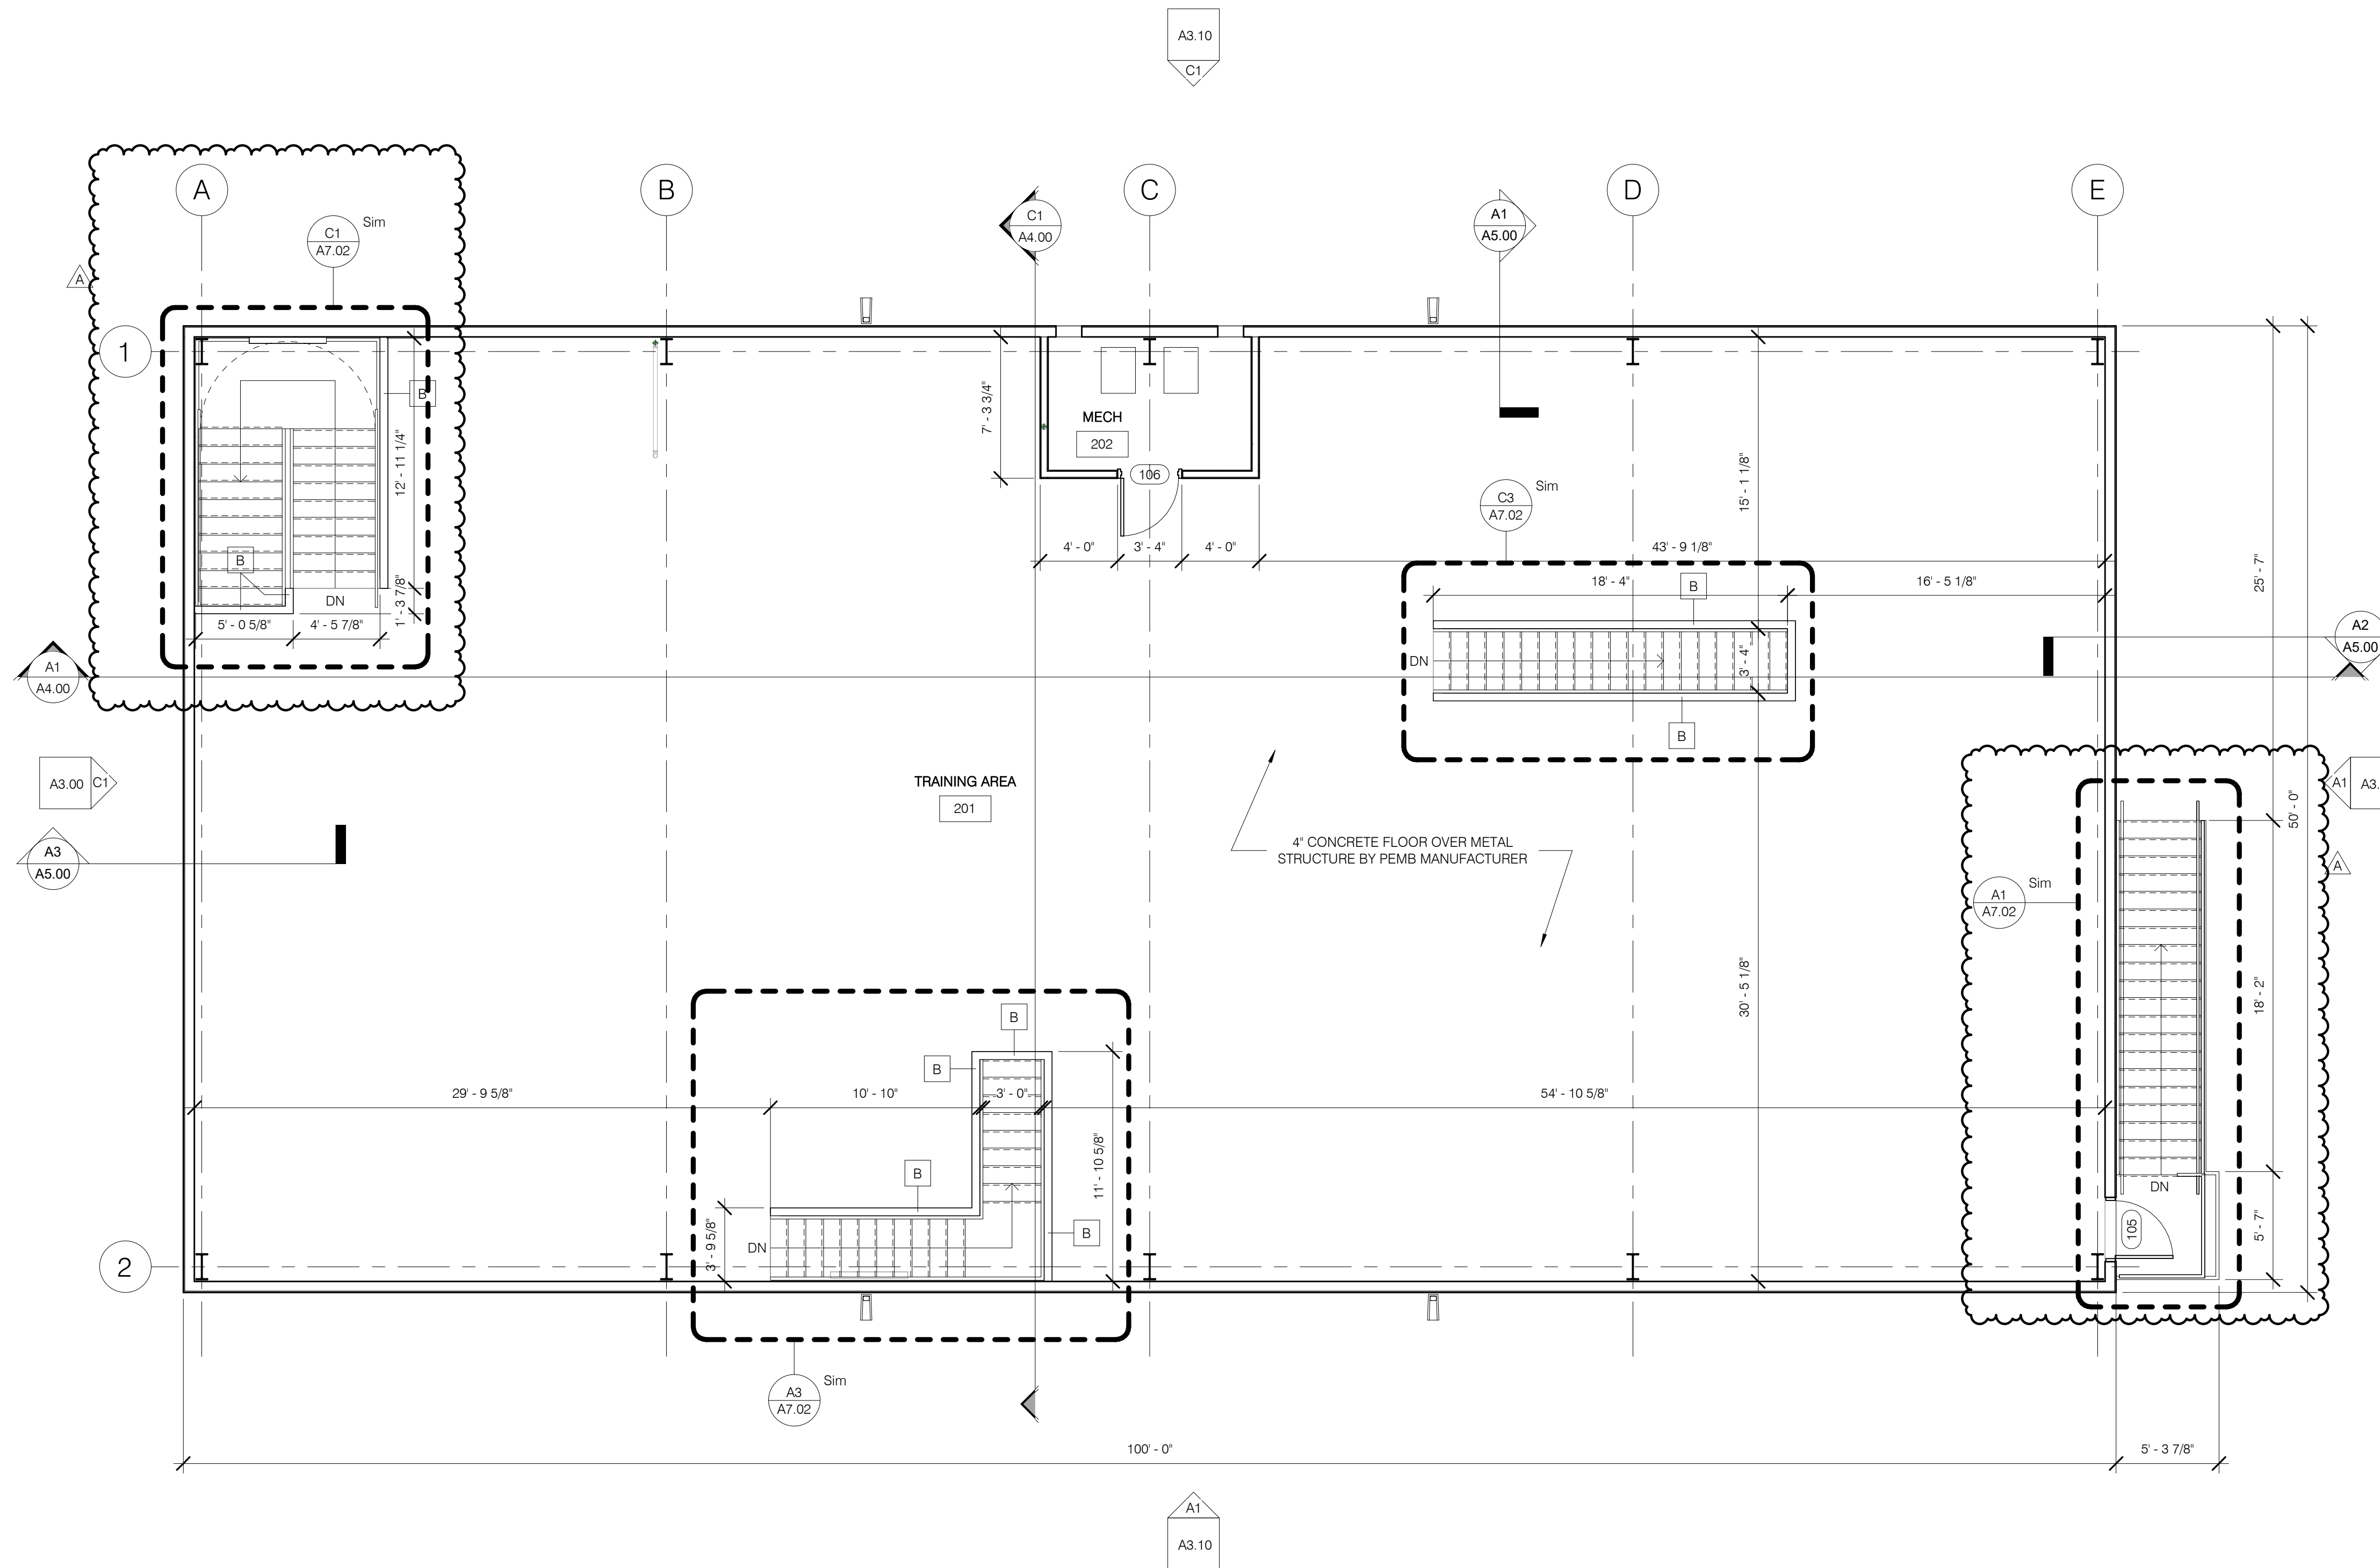 A3.10
C1
A
B
C
D
E
C1
A7.02
Sim
C1
A4.00
A1
A5.00
A
1
B
12' - 11 1/4"
7' - 3 3/4"
MECH
202
106
15' - 1 1/8"
C3
A7.02
Sim
4' - 0"
3' - 4"
4' - 0"
43' - 9 1/8"
25' - 7"
B
DN
1' - 3 7/8"
5' - 0 5/8"
4' - 5 7/8"
18' - 4"
B
16' - 5 1/8"
A1
A4.00
DN
3' - 4"
B
A2
A5.00
A3.00
C1
TRAINING AREA
201
A1
A3.
50' - 0"
4" CONCRETE FLOOR OVER METAL
STRUCTURE BY PEMB MANUFACTURER
A3
A5.00
A
A1
A7.02
Sim
30' - 5 1/8"
18' - 2"
B
B
29' - 9 5/8"
10' - 10"
3' - 0"
54' - 10 5/8"
11' - 10 5/8"
B
B
DN
3' - 9 5/8"
DN
105
5' - 7"
2
A3
A7.02
Sim
100' - 0"
5' - 3 7/8"
A1
A3.10